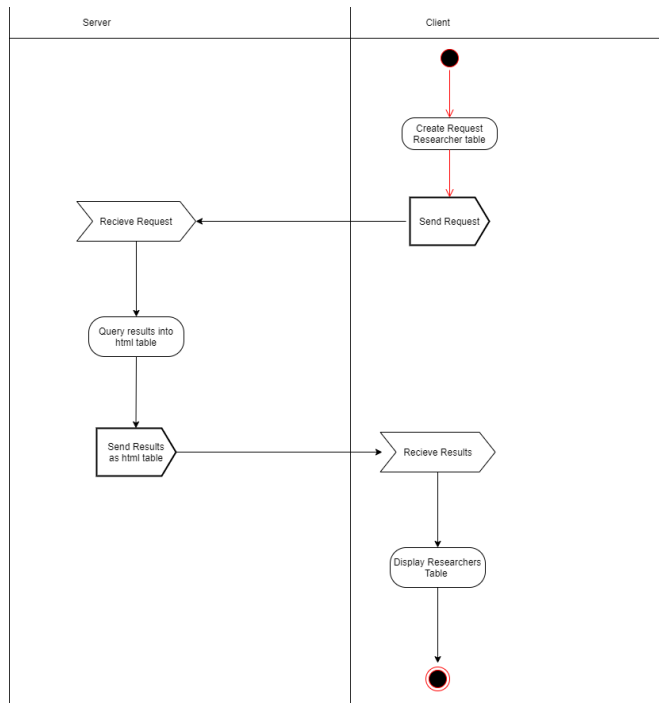 Server
Client
Create Request
Researcher table
Recieve Request
Send Request
Query results into
html table
Send Results
as html table
Recieve Results
Display Researchers
Table